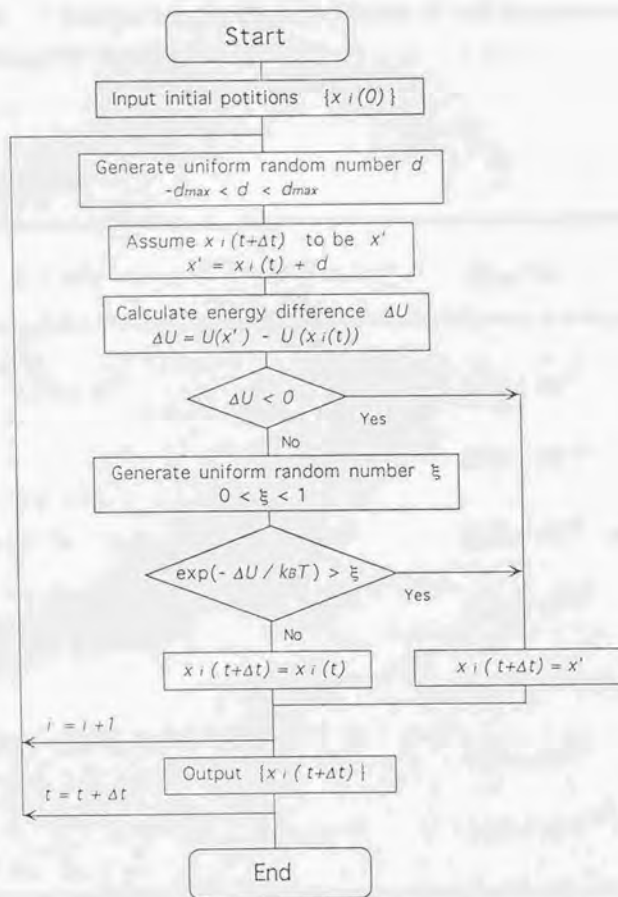 Start
Input initial potitions {x i (0)}
Generate uniform random number d
-dmax < d < dmax
Assume x i (t+Δt) to be x'
x' = x i (t) + d
Calculate energy difference ΔU
ΔU = U(x') - U (x i(t))
ΔU < 0
Yes
No
Generate uniform random number ξ
0 < ξ < 1
exp(- ΔU / kBT) > ξ
Yes
No
x i ( t+Δt) = x i (t)
x i ( t+Δt) = x'
i = i +1
Output {x i ( t+Δt) }
t = t + Δt
End